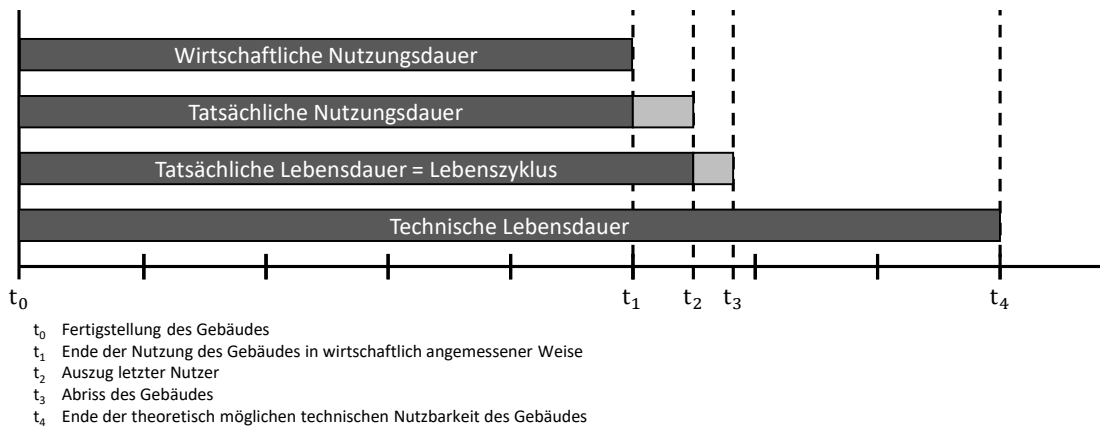 Wirtschaftliche Nutzungsdauer
Tatsächliche Nutzungsdauer
Tatsächliche Lebensdauer = Lebenszyklus
Technische Lebensdauer
t₀ t₁ t₂ t₃ t₄
t₀ Fertigstellung des Gebäudes
t₁ Ende der Nutzung des Gebäudes in wirtschaftlich angemessener Weise
t₂ Auszug letzter Nutzer
t₃ Abriss des Gebäudes
t₄ Ende der theoretisch möglichen technischen Nutzbarkeit des Gebäudes